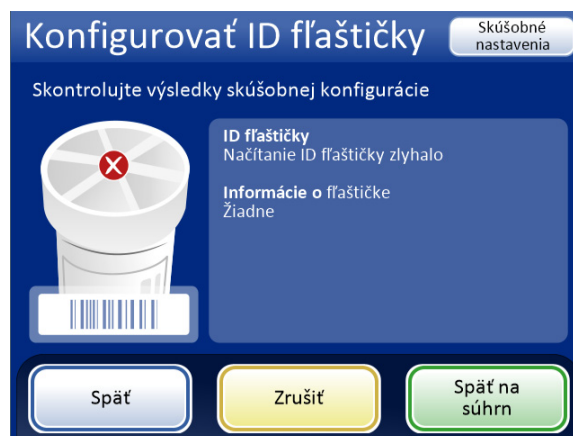 Konfigurovať ID fľaštičky
Skúšobné
nastavenia
Skontrolujte výsledky skúšobnej konfigurácie
ID fľaštičky
Načítanie ID fľaštičky zlyhalo
Informácie o fľaštičke
Žiadne
Späť
Zrušiť
Späť na
súhrn